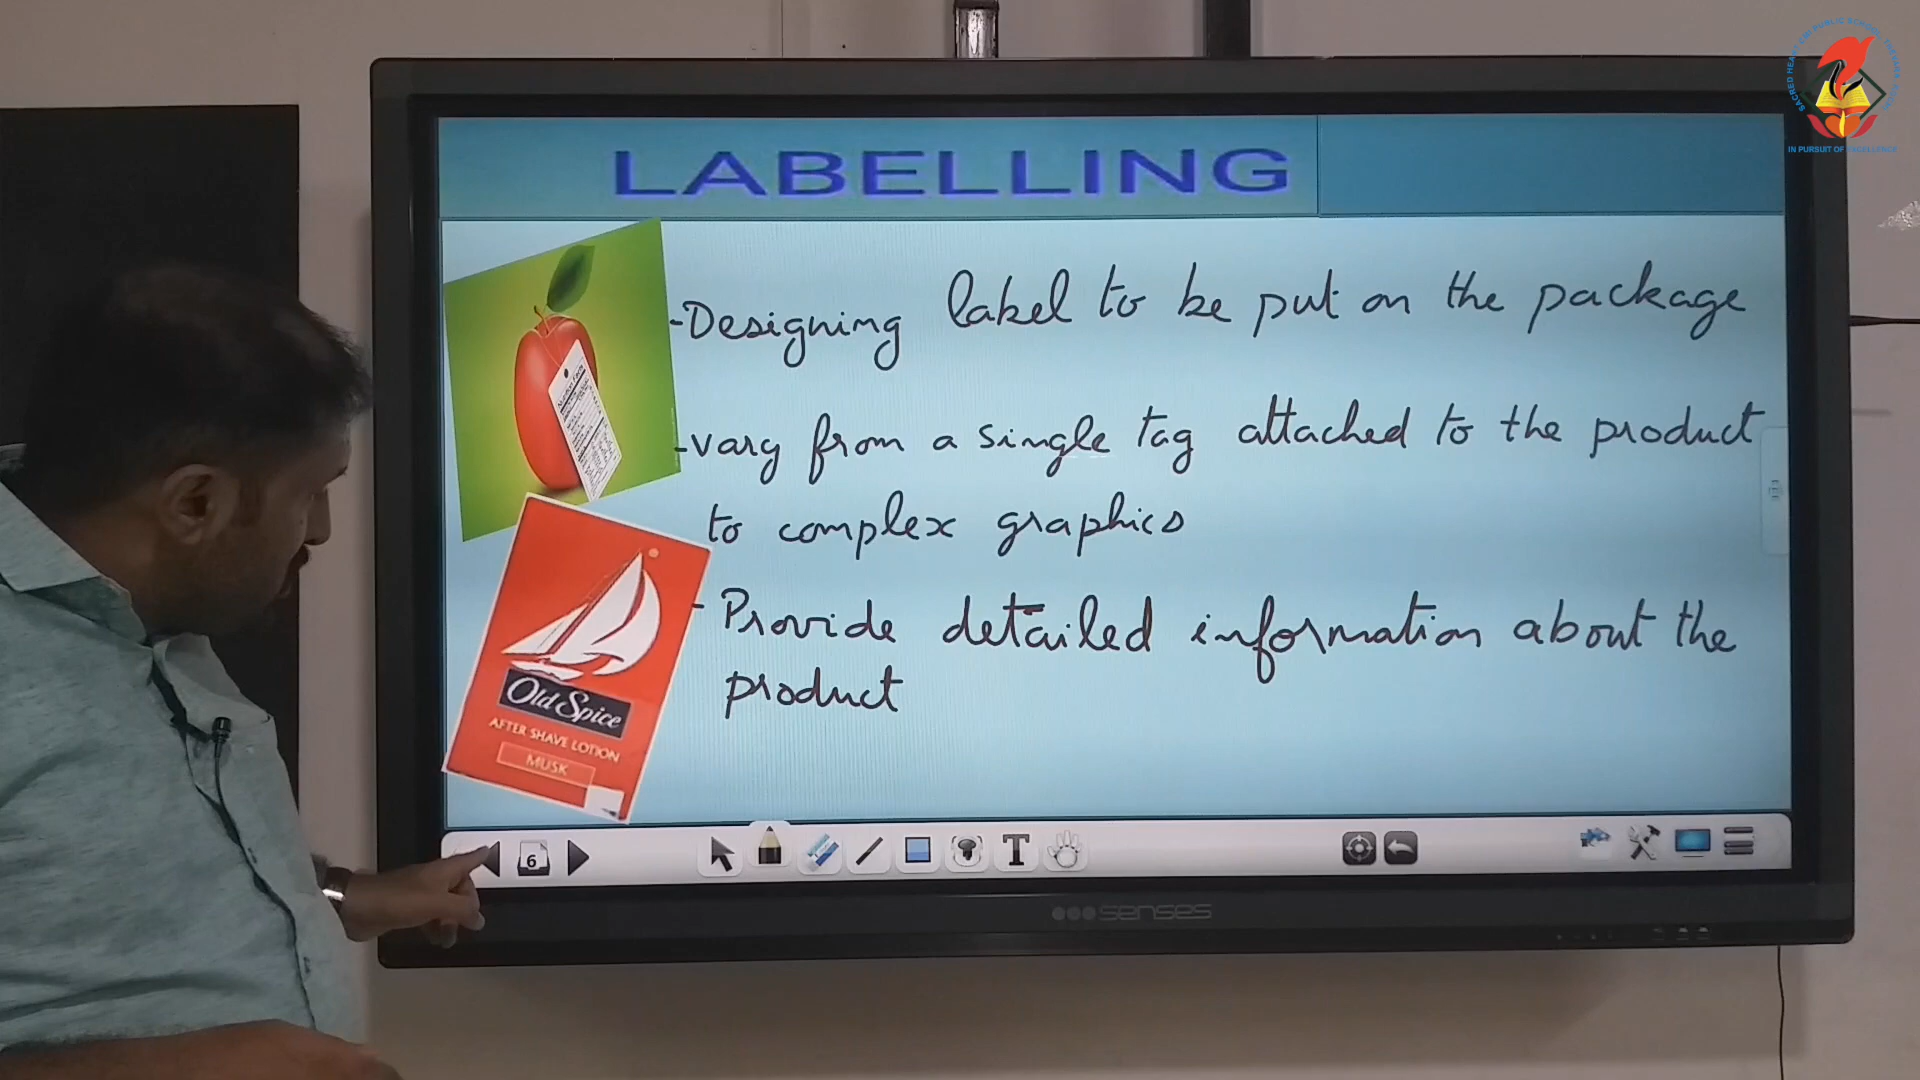 LABELLING
-Designing label to be put on the package
-vary from a single tag attached to the product
to complex graphics
- Provide detailed information about the
product
Nutrition Facts
Old Spice
AFTER SHAVE LOTION
MUSK
6
T
senses
IN PURSUIT OF EXCELLENCE